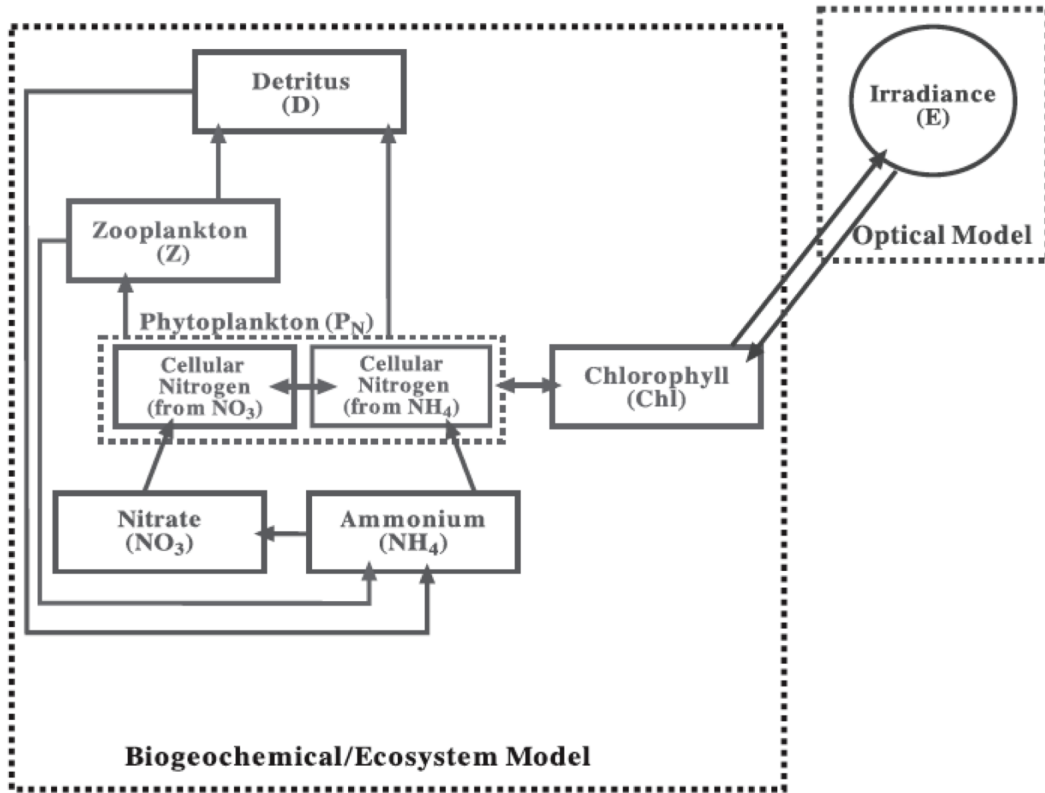 Detritus
(D)
Irradiance
(E)
Zooplankton
(Z)
Optical Model
Phytoplankton (P_N)
Cellular
Nitrogen
(from NO₃)
Cellular
Nitrogen
(from NH₄)
Chlorophyll
(Chl)
Nitrate
(NO₃)
Ammonium
(NH₄)
Biogeochemical/Ecosystem Model